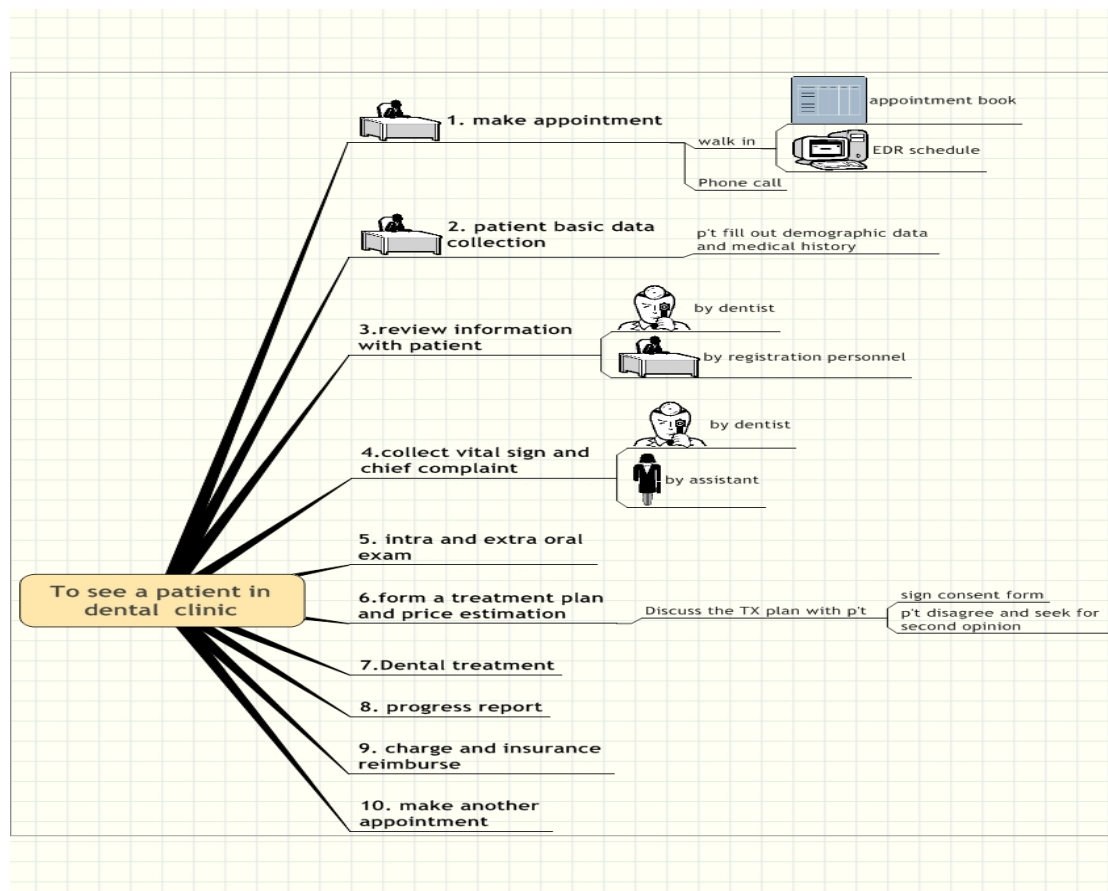 1. make appointment
appointment book
walk in
EDR schedule
Phone call
2. patient basic data
collection
p't fill out demographic data
and medical history
3.review information
with patient
by dentist
by registration personnel
4.collect vital sign and
chief complaint
by dentist
by assistant
5. intra and extra oral
exam
To see a patient in
dental clinic
6.form a treatment plan
and price estimation
Discuss the TX plan with p't
sign consent form
p't disagree and seek for
second opinion
7.Dental treatment
8. progress report
9. charge and insurance
reimburse
10. make another
appointment